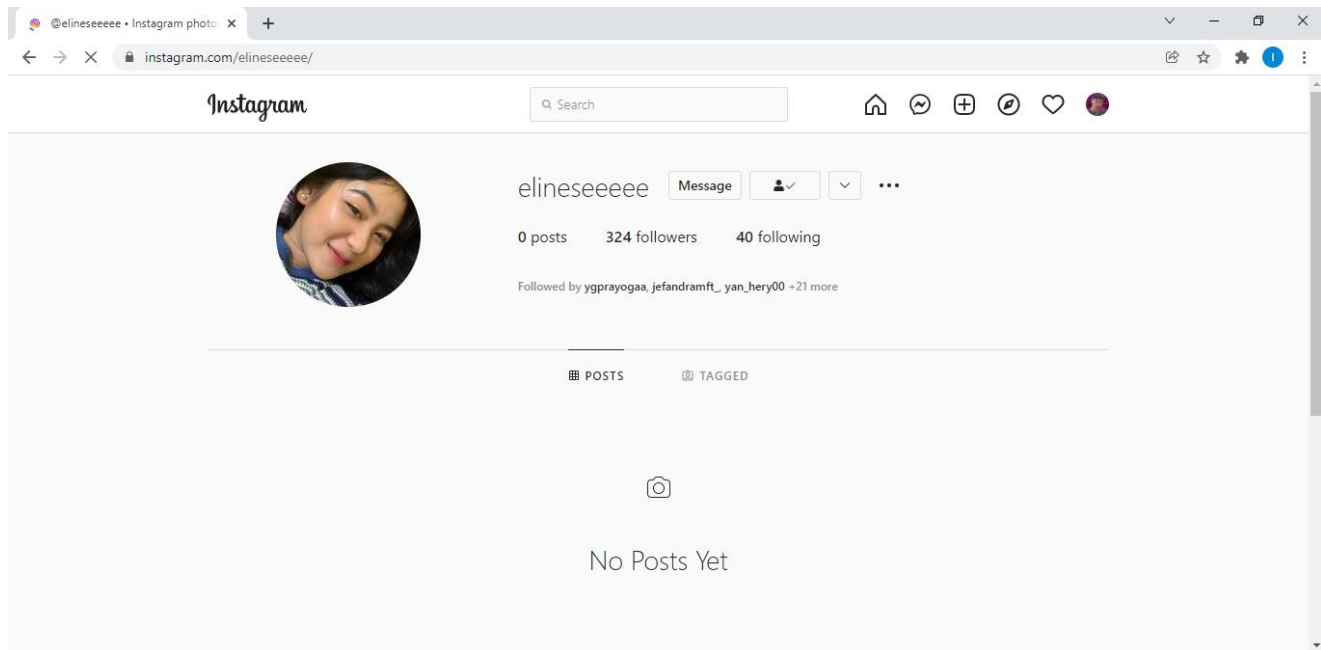 @elineseeeee • Instagram photo
instagram.com/elineseeeee/
I
Instagram
Search
elineseeeee Message
0 posts 324 followers 40 following
Followed by ygprayogaa, jefandramft_, yan_hery00 +21 more
POSTS TAGGED
No Posts Yet